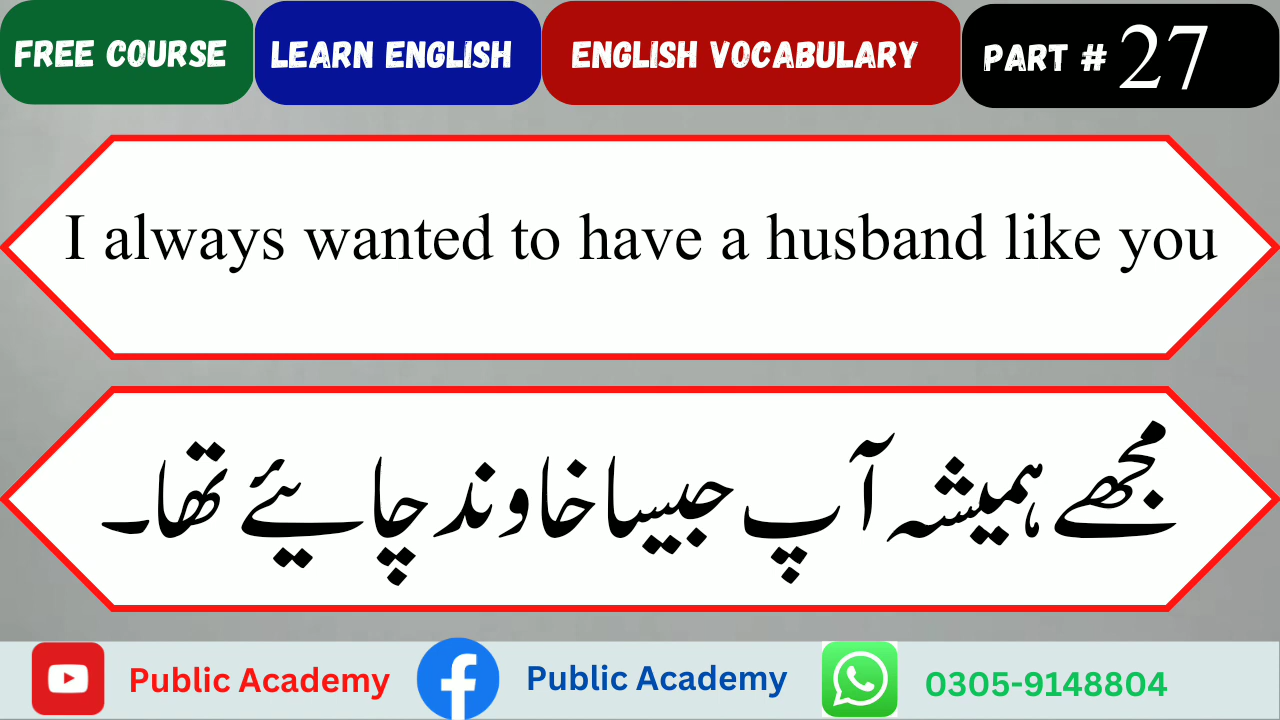 FREE COURSE
LEARN ENGLISH
ENGLISH VOCABULARY
PART # 27
I always wanted to have a husband like you
مجھے ہمیشہ آپ جیسا خاوند چایئے تھا۔
Public Academy
Public Academy
0305-9148804